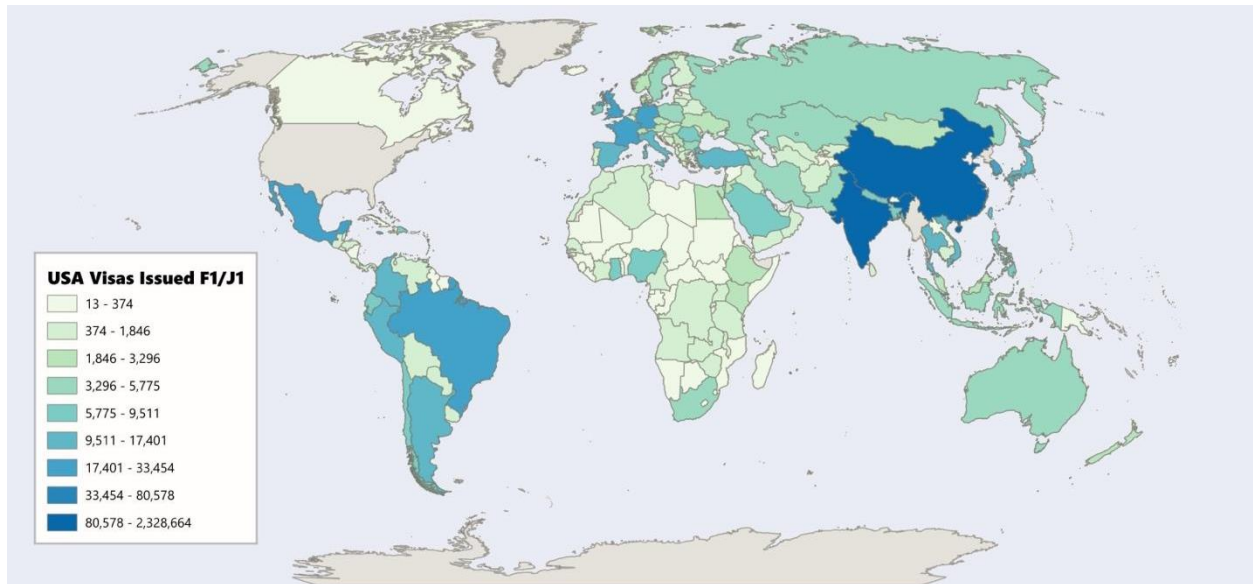 USA Visas Issued F1/J1
13 - 374
374 - 1,846
1,846 - 3,296
3,296 - 5,775
5,775 - 9,511
9,511 - 17,401
17,401 - 33,454
33,454 - 80,578
80,578 - 2,328,664